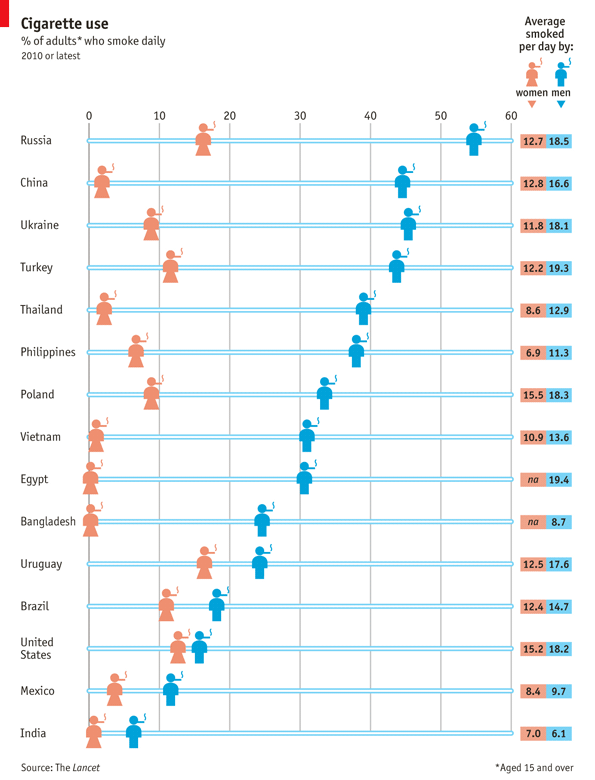 Cigarette use
% of adults* who smoke daily
2010 or latest
Average
smoked
per day by:
women men
0 10 20 30 40 50 60
Russia 12.7 18.5
China 12.8 16.6
Ukraine 11.8 18.1
Turkey 12.2 19.3
Thailand 8.6 12.9
Philippines 6.9 11.3
Poland 15.5 18.3
Vietnam 10.9 13.6
Egypt na 19.4
Bangladesh na 8.7
Uruguay 12.5 17.6
Brazil 12.4 14.7
United
States 15.2 18.2
Mexico 8.4 9.7
India 7.0 6.1
Source: The Lancet
*Aged 15 and over